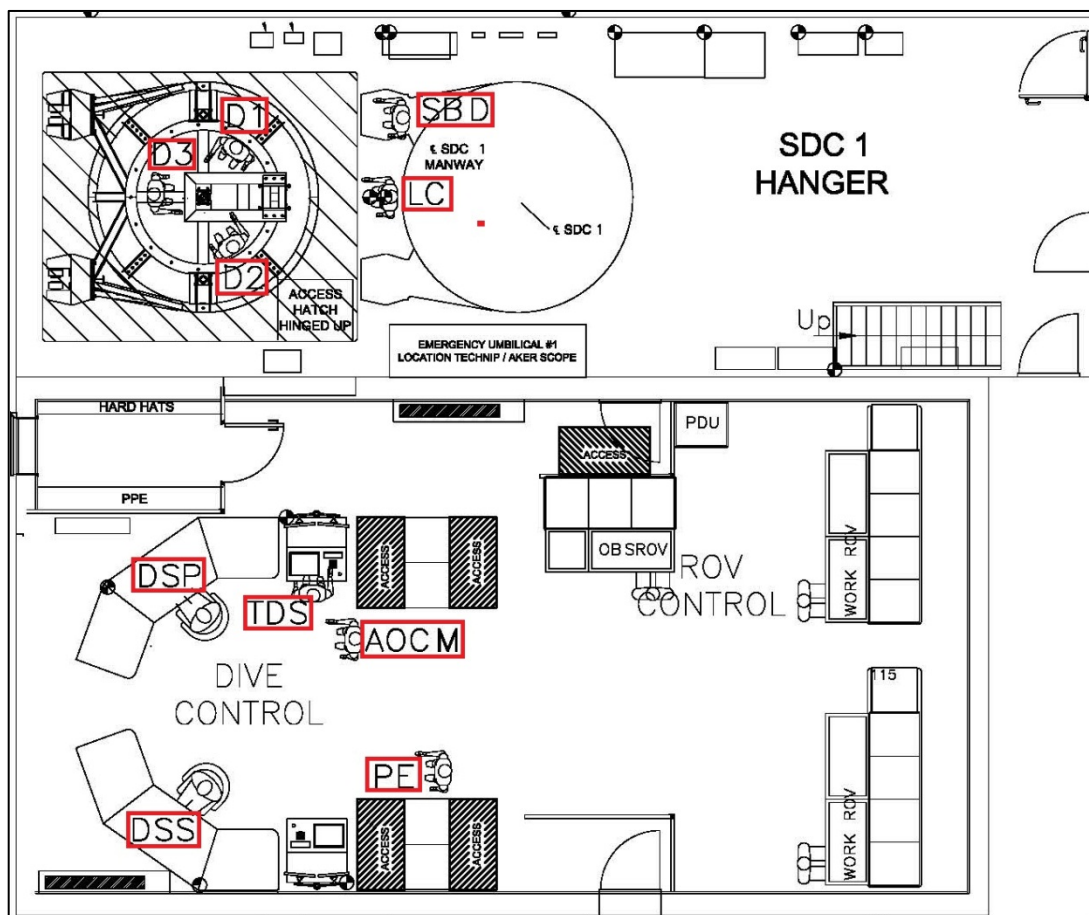 D1
SBD
D3
℄ SDC 1
MANWAY
SDC 1
HANGER
LC
℄ SDC 1
D2
ACCESS
HATCH
HINGED UP
Up
EMERGENCY UMBILICAL #1
LOCATION TECHNIP / AKER SCOPE
HARD HATS
PDU
ACCESS
PPE
OBSROV
ROV
CONTROL
WORK ROV
ACCESS
ACCESS
DSP
TDS
AOCM
DIVE
CONTROL
115
PE
WORK ROV
DSS
ACCESS
ACCESS